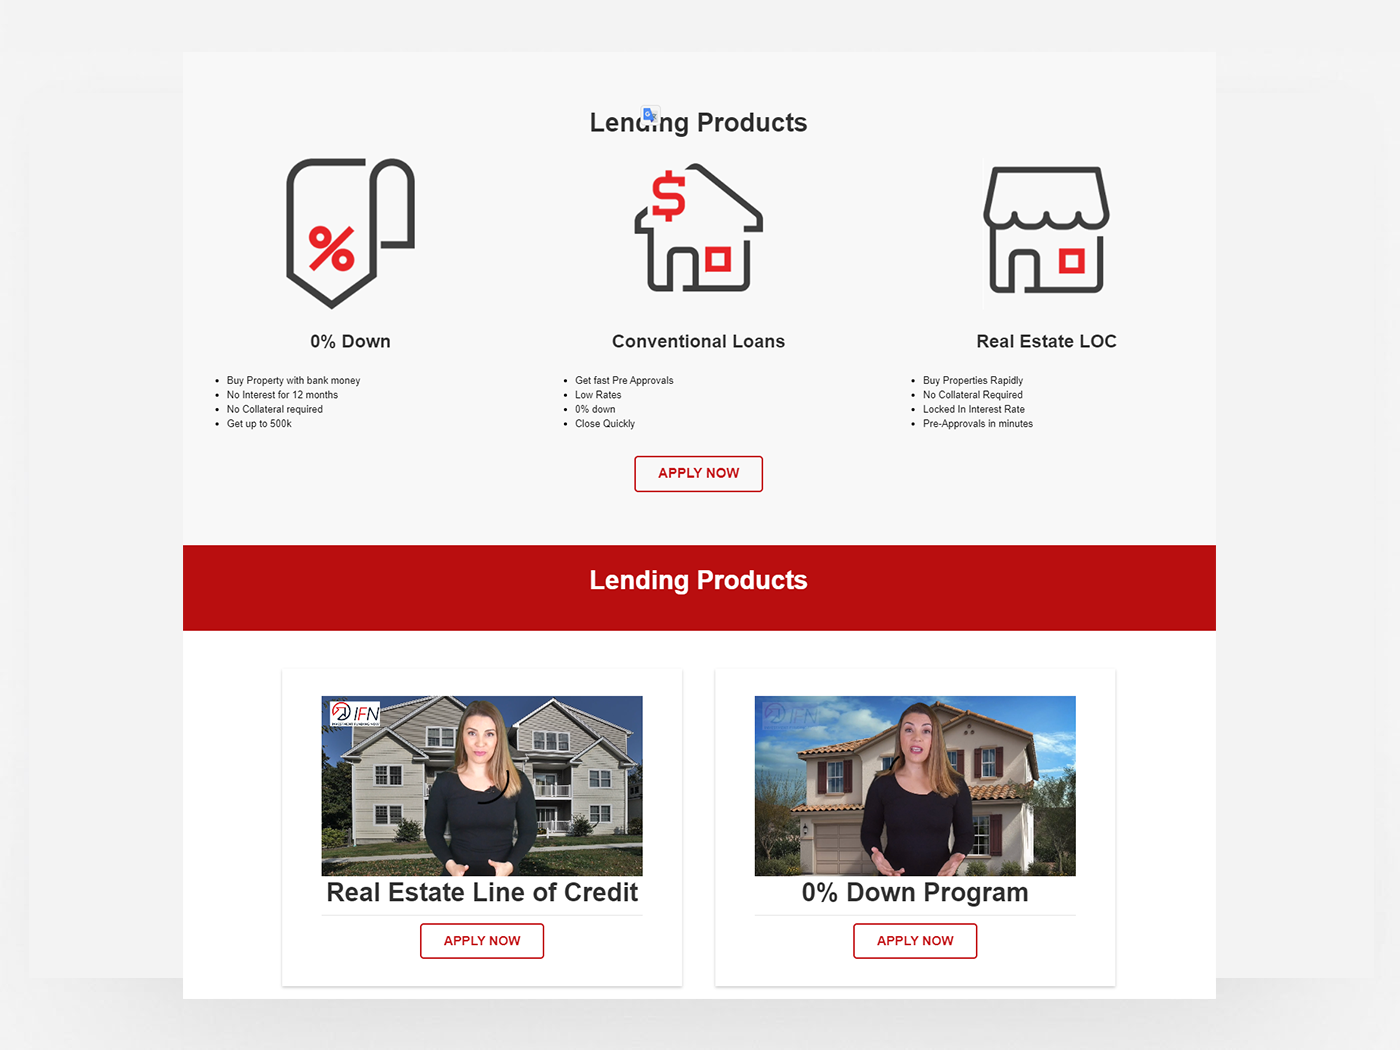 Lending Products
$
%
0% Down
Conventional Loans
Real Estate LOC
Buy Property with bank money
No Interest for 12 months
No Collateral required
Get up to 500k
Get fast Pre Approvals
Low Rates
0% down
Close Quickly
Buy Properties Rapidly
No Collateral Required
Locked In Interest Rate
Pre-Approvals in minutes
APPLY NOW
Lending Products
IFN
INVESTMENT FUNDING NOW
IFN
Real Estate Line of Credit
0% Down Program
APPLY NOW
APPLY NOW